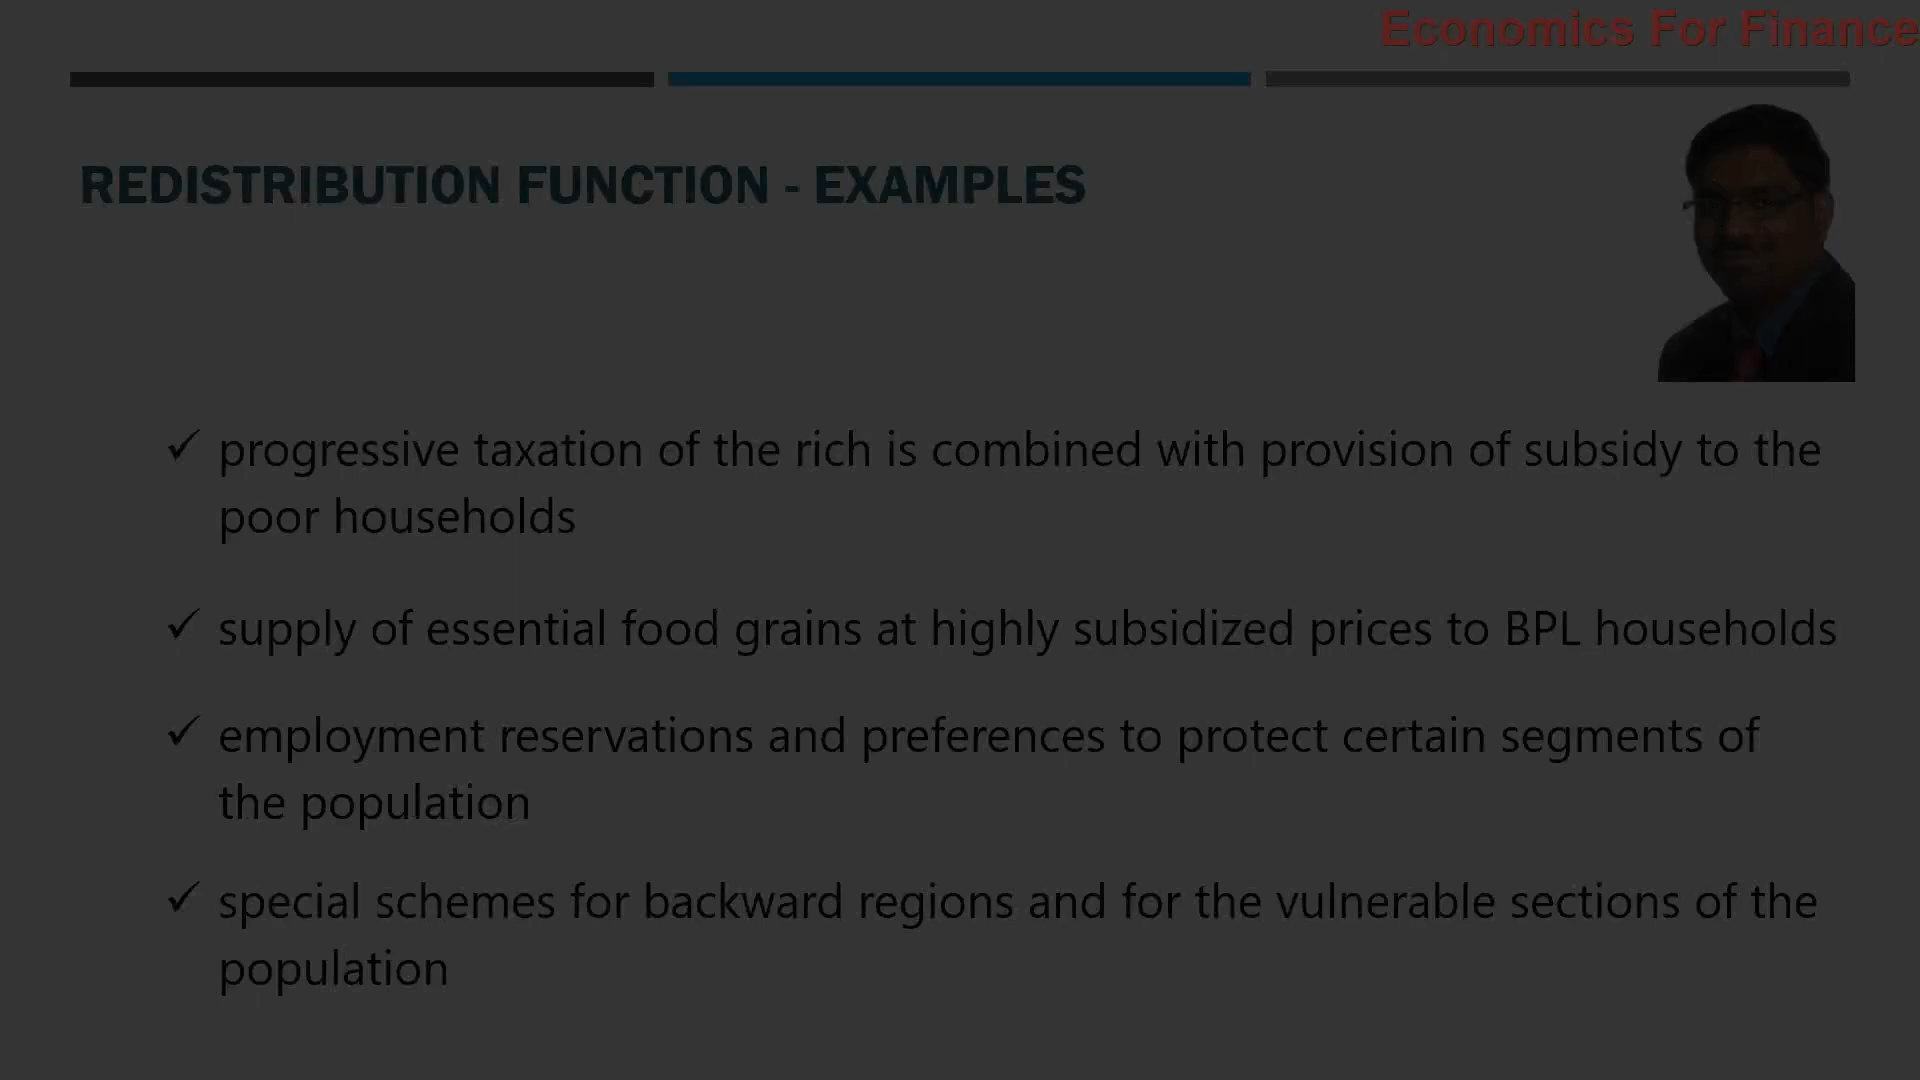 Economics For Finance
REDISTRIBUTION FUNCTION - EXAMPLES
✓ progressive taxation of the rich is combined with provision of subsidy to the
poor households
✓ supply of essential food grains at highly subsidized prices to BPL households
✓ employment reservations and preferences to protect certain segments of
the population
✓ special schemes for backward regions and for the vulnerable sections of the
population